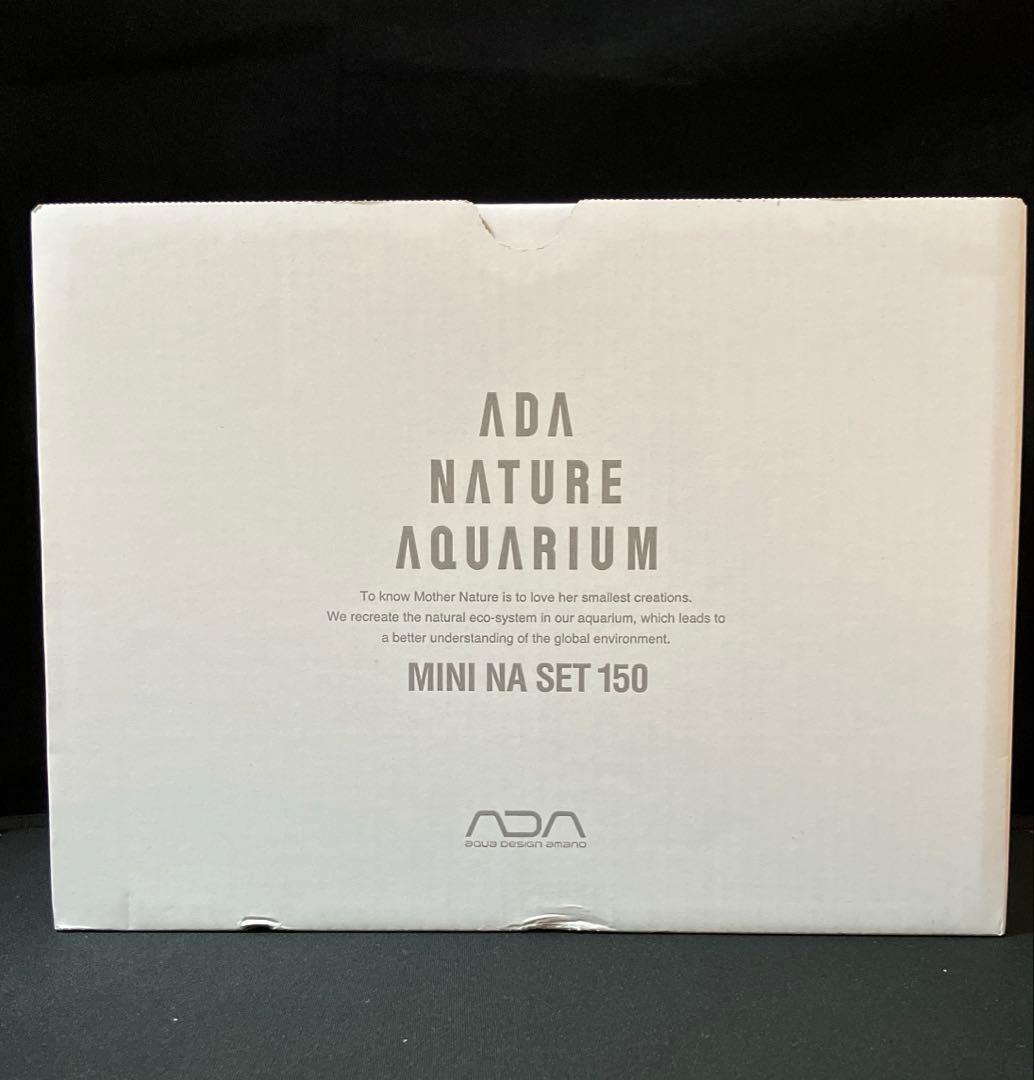 ADA
NATURE
AQUARIUM
To know Mother Nature is to love her smallest creations.
We recreate the natural eco-system in our aquarium, which leads to
a better understanding of the global environment.
MINI NA SET 150
ADA
aqua design amano